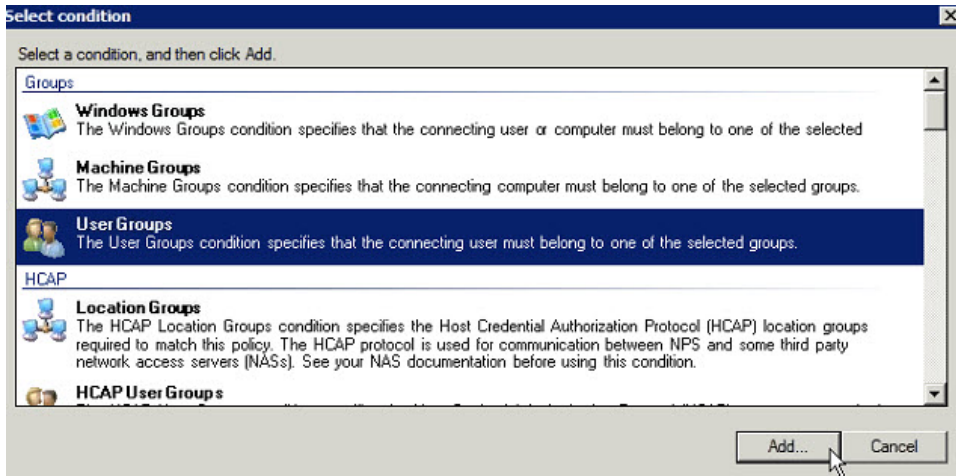 Select condition
Select a condition, and then click Add.
Groups
Windows Groups
The Windows Groups condition specifies that the connecting user or computer must belong to one of the selected
Machine Groups
The Machine Groups condition specifies that the connecting computer must belong to one of the selected groups.
User Groups
The User Groups condition specifies that the connecting user must belong to one of the selected groups.
HCAP
Location Groups
The HCAP Location Groups condition specifies the Host Credential Authorization Protocol (HCAP) location groups
required to match this policy. The HCAP protocol is used for communication between NPS and some third party
network access servers (NASs). See your NAS documentation before using this condition.
HCAP User Groups
Add... Cancel